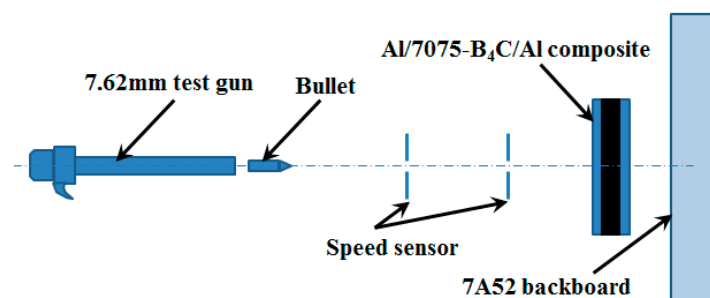 Al/7075-B₄C/Al composite
7.62mm test gun
Bullet
Speed sensor
7A52 backboard